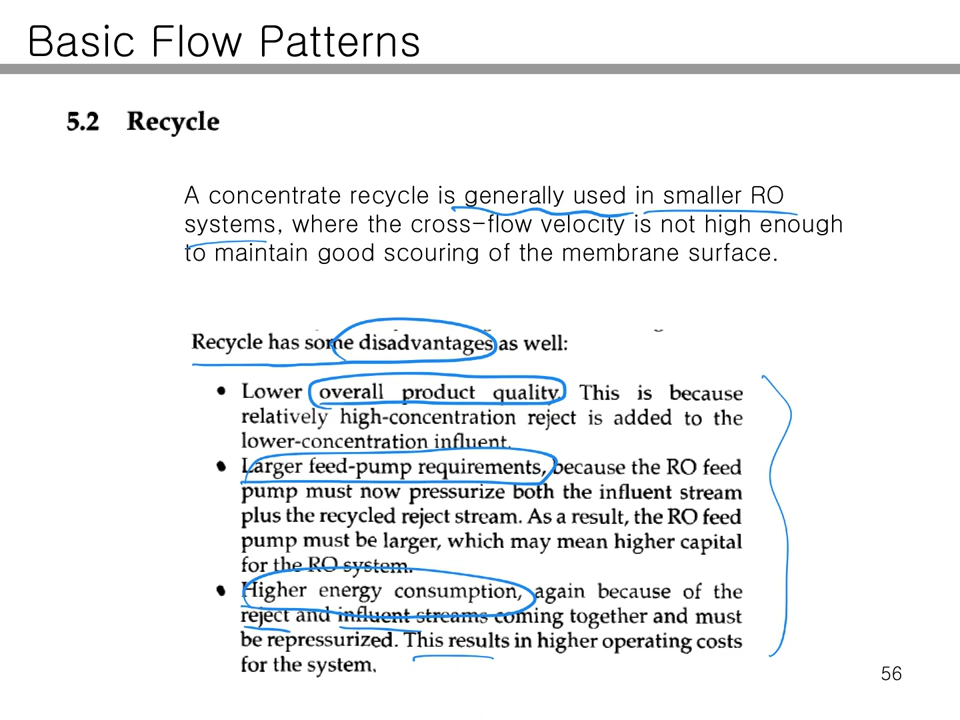 Basic Flow Patterns
5.2 Recycle
A concentrate recycle is generally used in smaller RO
systems, where the cross-flow velocity is not high enough
to maintain good scouring of the membrane surface.
Recycle has some disadvantages as well:
• Lower overall product quality. This is because
relatively high-concentration reject is added to the
lower-concentration influent.
• Larger feed-pump requirements, because the RO feed
pump must now pressurize both the influent stream
plus the recycled reject stream. As a result, the RO feed
pump must be larger, which may mean higher capital
for the RO system.
• Higher energy consumption, again because of the
reject and influent streams coming together and must
be repressurized. This results in higher operating costs
for the system.
56